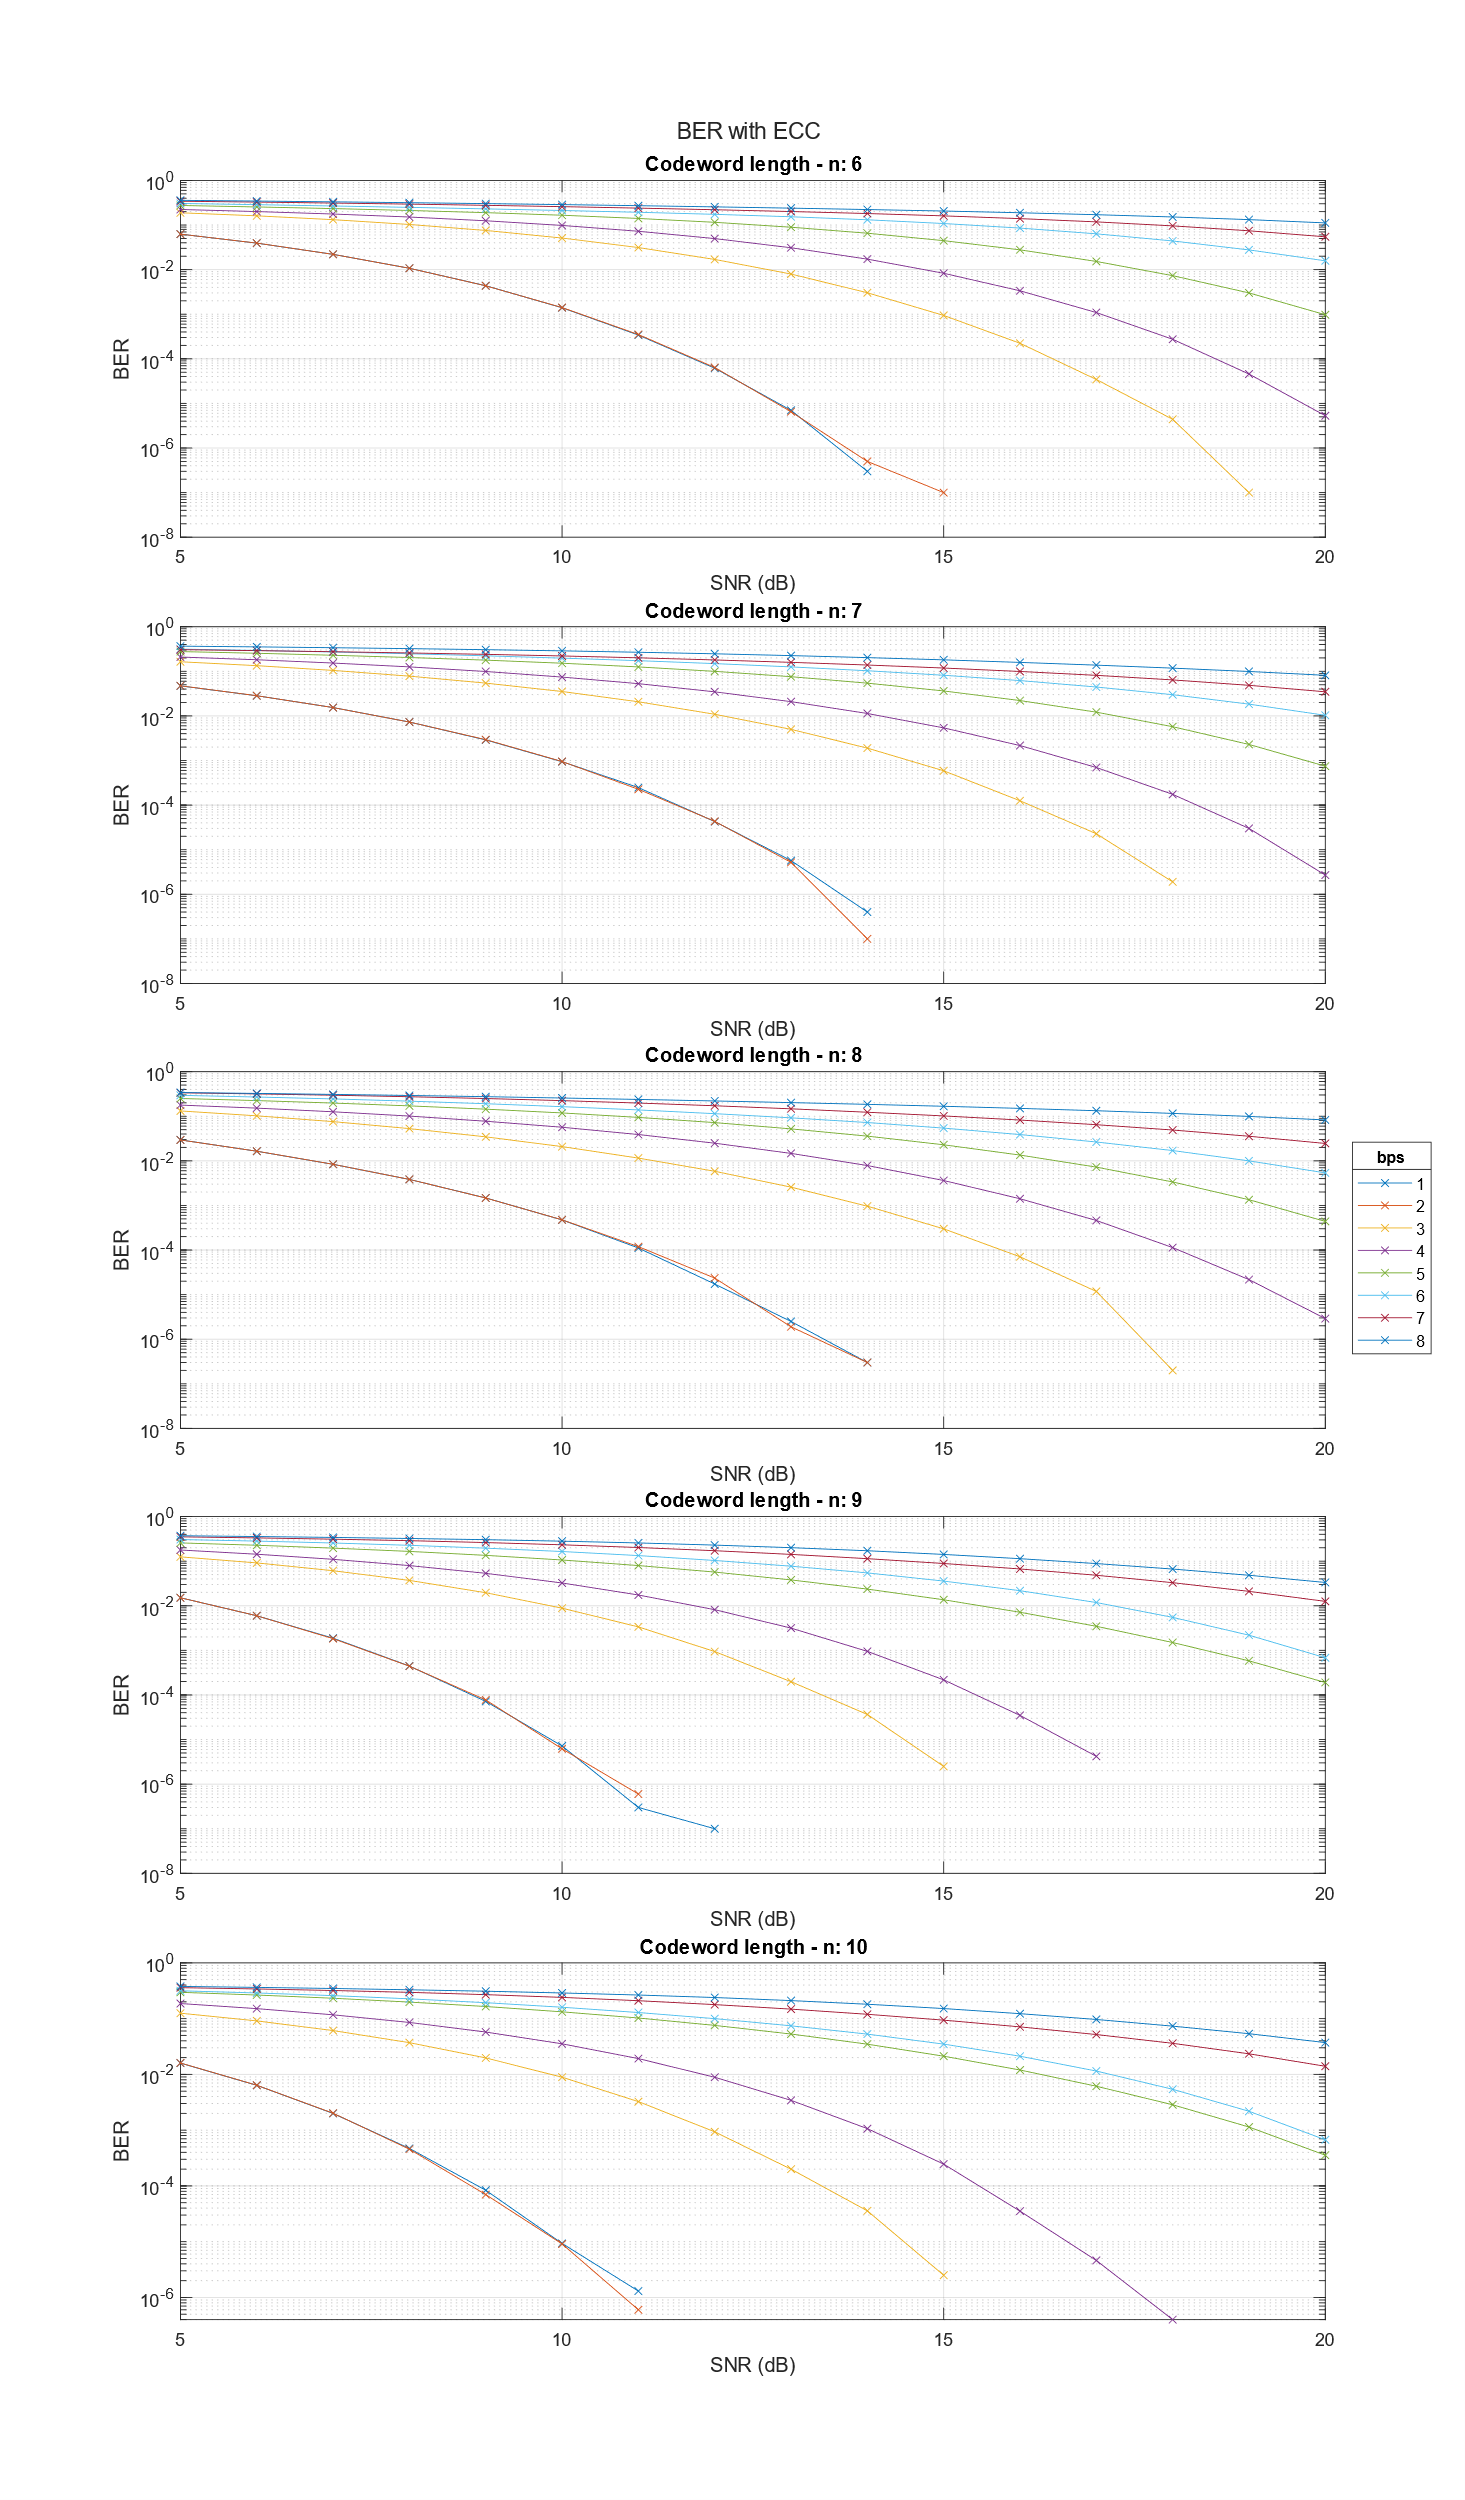 BER with ECC
Codeword length - n: 6
10^0
10^-2
10^-4
10^-6
10^-8
BER
5 10 15 20
SNR (dB)
Codeword length - n: 7
10^0
10^-2
10^-4
10^-6
10^-8
BER
5 10 15 20
SNR (dB)
Codeword length - n: 8
10^0
10^-2
10^-4
10^-6
10^-8
BER
5 10 15 20
SNR (dB)
bps
1
2
3
4
5
6
7
8
Codeword length - n: 9
10^0
10^-2
10^-4
10^-6
10^-8
BER
5 10 15 20
SNR (dB)
Codeword length - n: 10
10^0
10^-2
10^-4
10^-6
BER
5 10 15 20
SNR (dB)